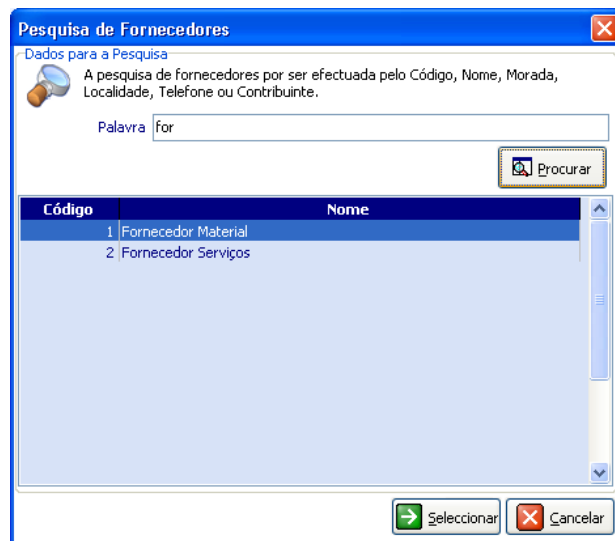 Pesquisa de Fornecedores
Dados para a Pesquisa
A pesquisa de fornecedores por ser efectuada pelo Código, Nome, Morada,
Localidade, Telefone ou Contribuinte.
Palavra for
Procurar
Código Nome
1 Fornecedor Material
2 Fornecedor Serviços
Seleccionar Cancelar